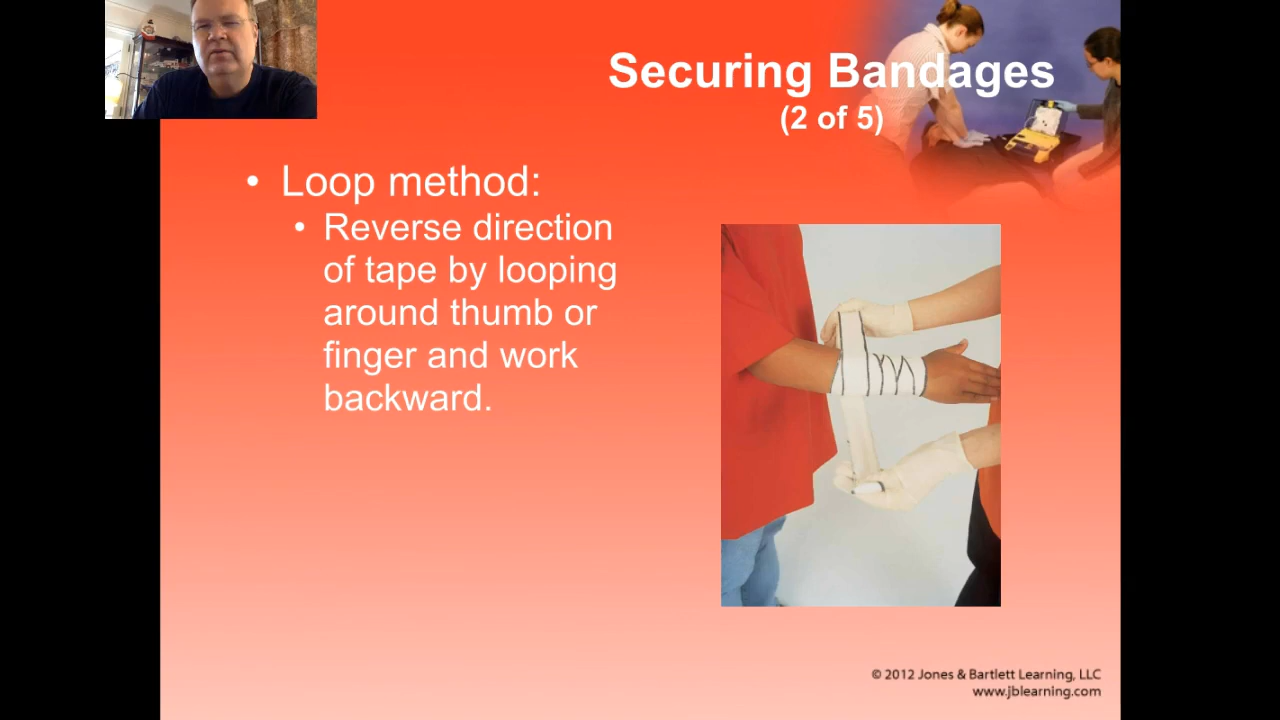 Securing Bandages
(2 of 5)
• Loop method:
• Reverse direction
of tape by looping
around thumb or
finger and work
backward.
© 2012 Jones & Bartlett Learning, LLC
www.jblearning.com